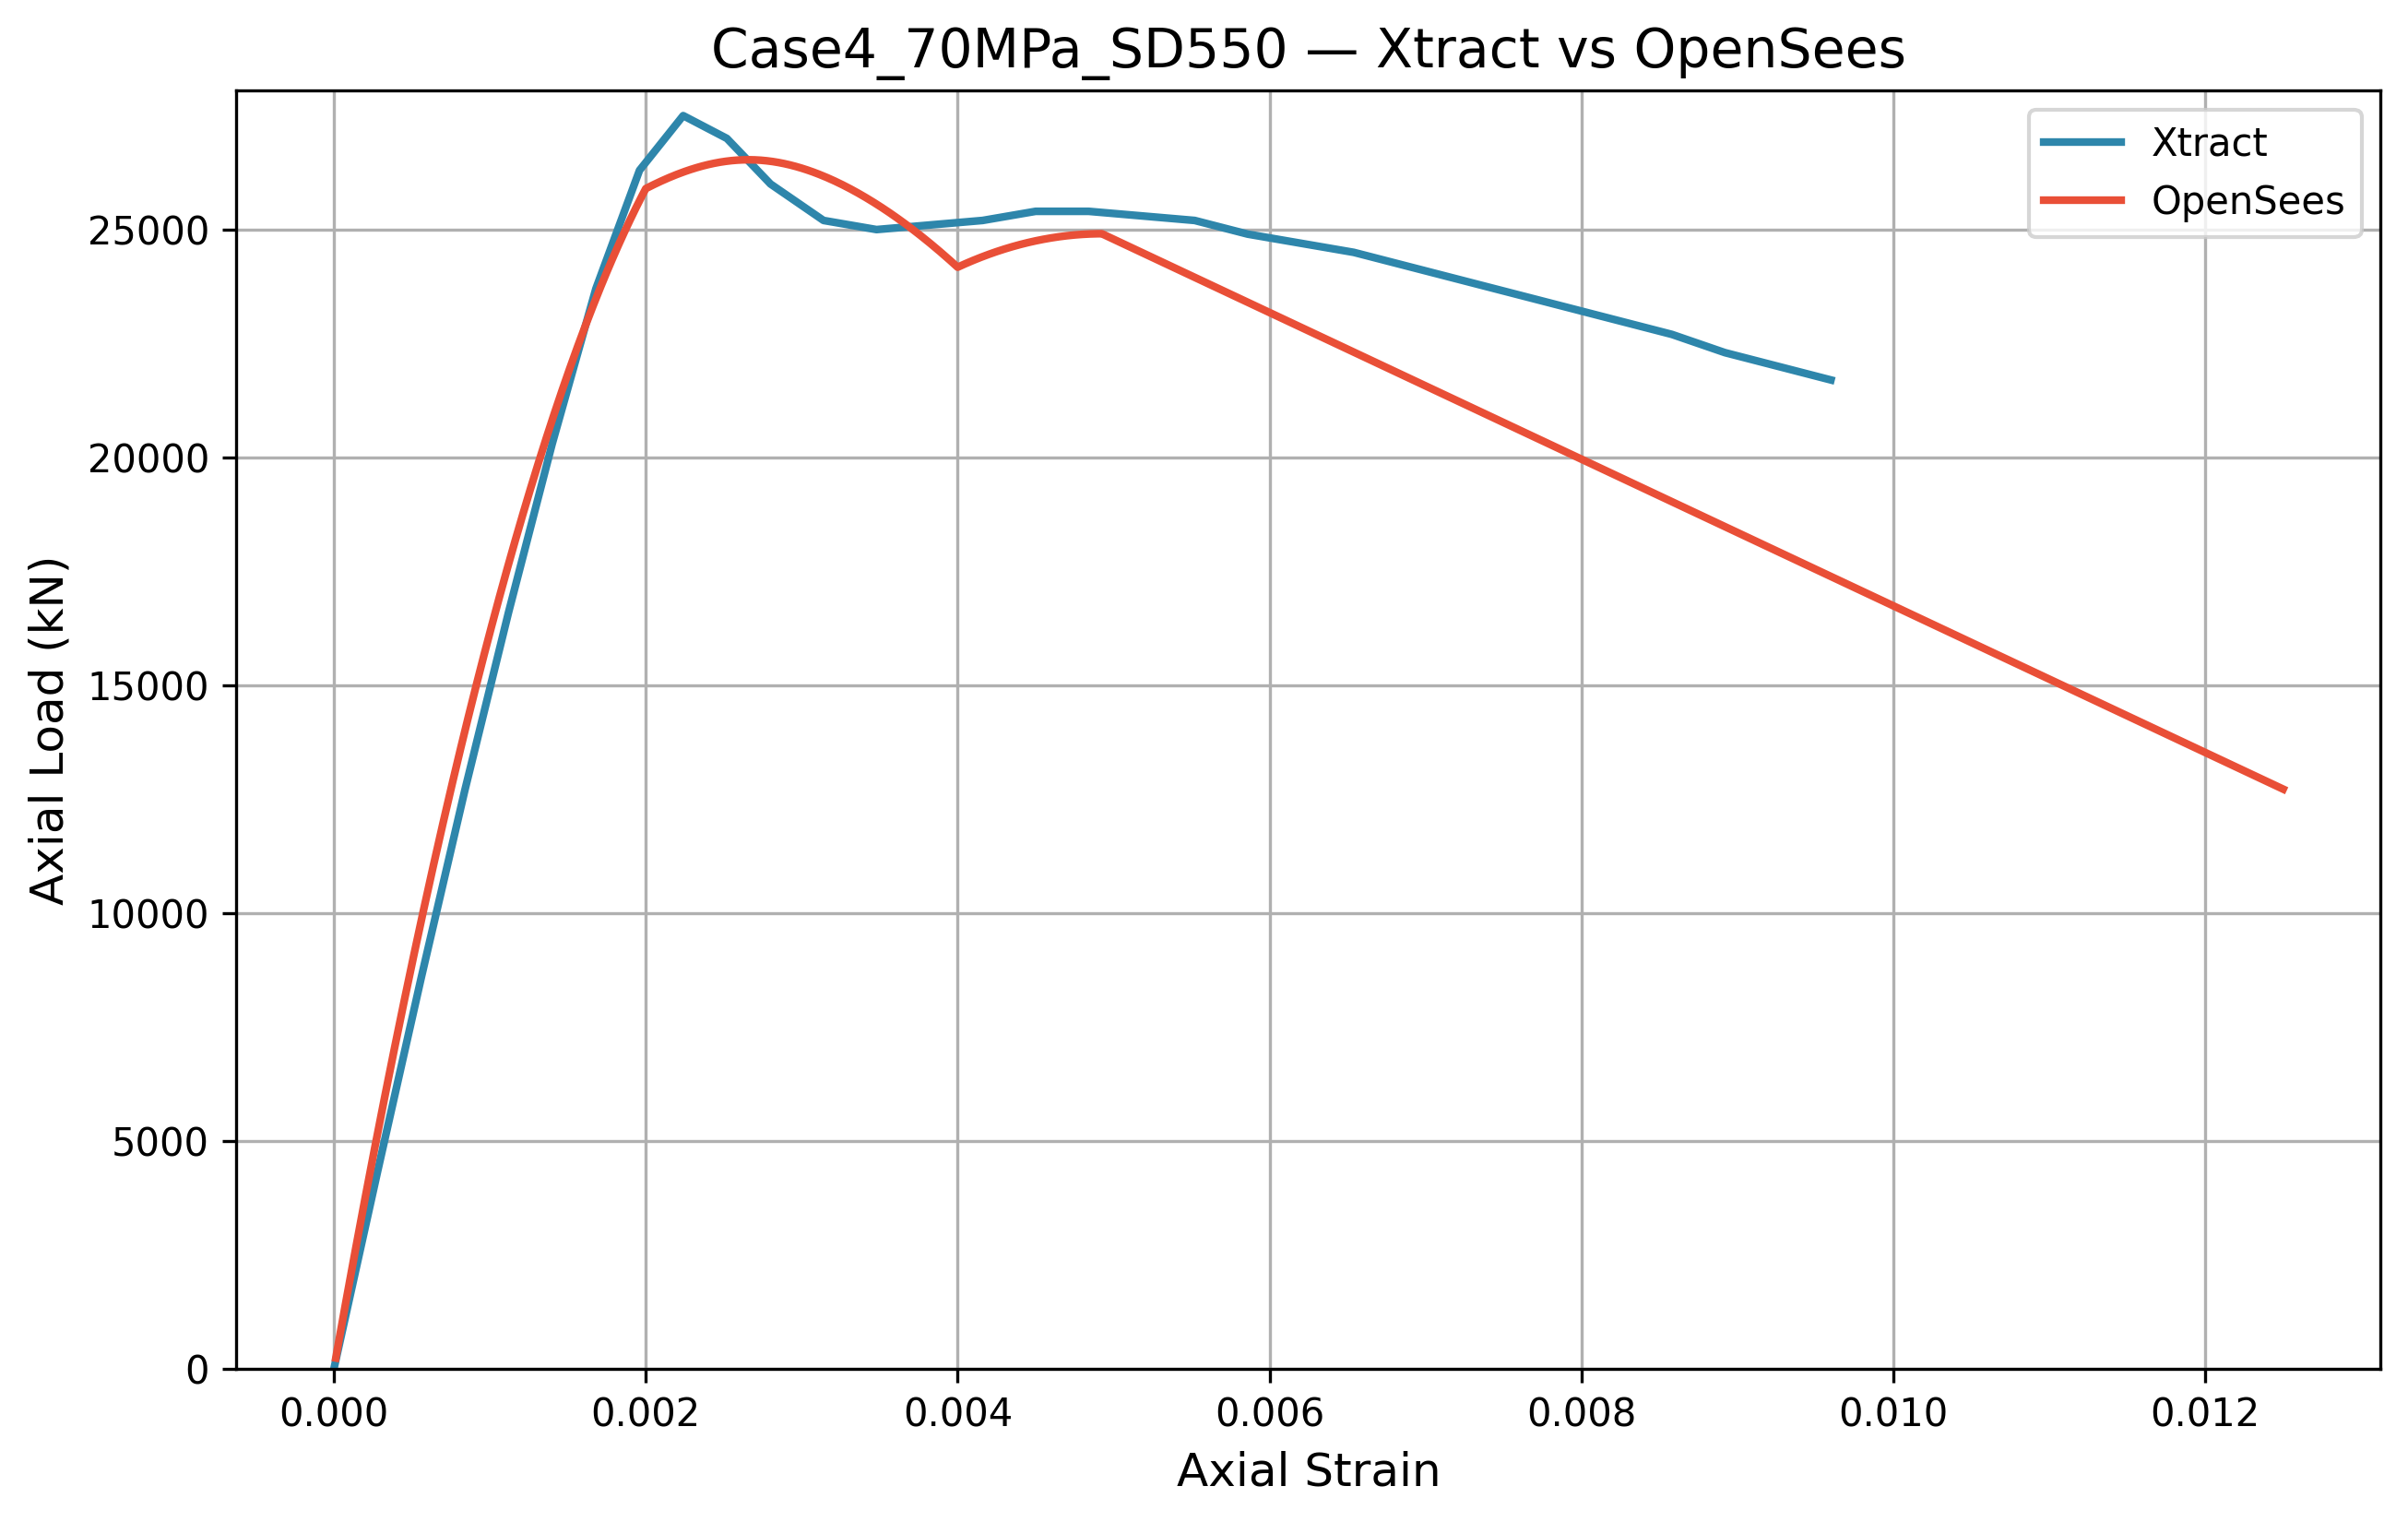 Case4_70MPa_SD550 — Xtract vs OpenSees
Xtract
OpenSees
25000
20000
15000
10000
5000
0
Axial Load (kN)
0.000 0.002 0.004 0.006 0.008 0.010 0.012
Axial Strain